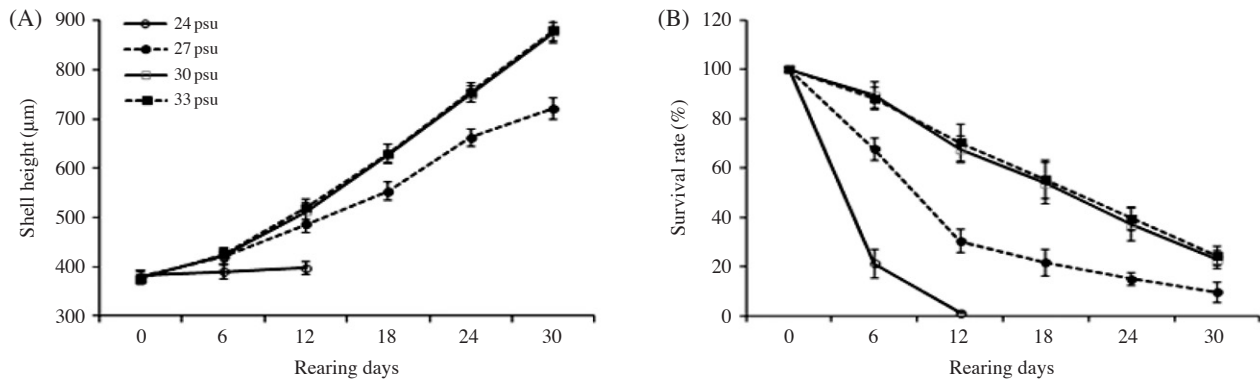 (A)
900
800
700
600
500
400
300
Shell height (µm)
24 psu
27 psu
30 psu
33 psu
0 6 12 18 24 30
Rearing days
(B)
120
100
80
60
40
20
0
Survival rate (%)
0 6 12 18 24 30
Rearing days